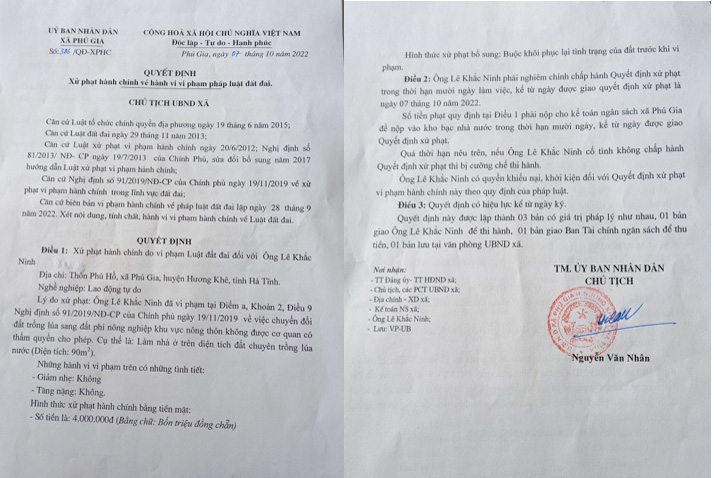 UỶ BAN NHÂN DÂN
XÃ PHÚ GIA
Số: 386 /QĐ-XPHC
CỘNG HOÀ XÃ HỘI CHỦ NGHĨA VIỆT NAM
Độc lập - Tự do - Hạnh phúc
Phú Gia, ngày 07 tháng 10 năm 2022
QUYẾT ĐỊNH
Xử phạt hành chính về hành vi vi phạm pháp luật đất đai.
CHỦ TỊCH UBND XÃ
Căn cứ Luật tổ chức chính quyền địa phương ngày 19 tháng 6 năm 2015;
Căn cứ Luật đất đai ngày 29 tháng 11 năm 2013;
Căn cứ Luật xử phạt vi phạm hành chính ngày 20/6/2012; Nghị định số
81/2013/ NĐ- CP ngày 19/7/2013 của Chính Phủ, sửa đổi bổ sung năm 2017
hướng dẫn Luật xử phạt vi phạm hành chính;
Căn cứ Nghị định số 91/2019/NĐ-CP của Chính phủ ngày 19/11/2019 về xử
phạt vi phạm hành chính trong lĩnh vực đất đai;
Căn cứ biên bản vi phạm hành chính về pháp luật đất đai lập ngày 28 tháng 9
năm 2022. Xét nội dung, tính chất, hành vi vi phạm hành chính về Luật đất đai.
QUYẾT ĐỊNH
Điều 1: Xử phạt hành chính do vi phạm Luật đất đai đối với Ông Lê Khắc
Ninh
Địa chỉ: Thôn Phú Hồ, xã Phú Gia, huyện Hương Khê, tỉnh Hà Tĩnh.
Nghề nghiệp: Lao động tự do
Lý do xử phạt: Ông Lê Khắc Ninh đã vi phạm tại Điểm a, Khoản 2, Điều 9
Nghị định số 91/2019/NĐ-CP của Chính phủ ngày 19/11/2019 về việc chuyển đổi
đất trồng lúa sang đất phi nông nghiệp khu vực nông thôn không được cơ quan có
thẩm quyền cho phép. Cụ thể là: Làm nhà ở trên diện tích đất chuyên trồng lúa
nước (Diện tích: 90m²).
Những hành vi vi phạm trên có những tình tiết:
- Giảm nhẹ: Không
- Tăng nặng: Không.
Hình thức xử phạt hành chính bằng tiền mặt:
- Số tiền là: 4.000.000đ (Bằng chữ: Bốn triệu đồng chẵn)
Hình thức xử phạt bổ sung: Buộc khôi phục lại tình trạng của đất trước khi vi
phạm.
Điều 2: Ông Lê Khắc Ninh phải nghiêm chỉnh chấp hành Quyết định xử phạt
trong thời hạn mười ngày làm việc, kể từ ngày được giao quyết định xử phạt là
ngày 07 tháng 10 năm 2022.
Số tiền phạt quy định tại Điều 1 phải nộp cho kế toán ngân sách xã Phú Gia
để nộp vào kho bạc nhà nước trong thời hạn mười ngày, kể từ ngày được giao
Quyết định xử phạt.
Quá thời hạn nêu trên, nếu Ông Lê Khắc Ninh cố tình không chấp hành
Quyết định xử phạt thì bị cưỡng chế thi hành.
Ông Lê Khắc Ninh có quyền khiếu nại, khởi kiện đối với Quyết định xử phạt
vi phạm hành chính này theo quy định của pháp luật.
Điều 3: Quyết định có hiệu lực kể từ ngày ký.
Quyết định này được lập thành 03 bản có giá trị pháp lý như nhau, 01 bản
giao Ông Lê Khắc Ninh để thi hành, 01 bản giao Ban Tài chính ngân sách để thu
tiền, 01 bản lưu tại văn phòng UBND xã.
Nơi nhận:
- TT Đảng ủy- TT HĐND xã;
- Chủ tịch, các PCT UBND xã;
- Địa chính - XD xã;
- Kế toán NS xã;
- Ông Lê Khắc Ninh;
- Lưu: VP-UB
TM. ỦY BAN NHÂN DÂN
CHỦ TỊCH
Nguyễn Văn Nhân